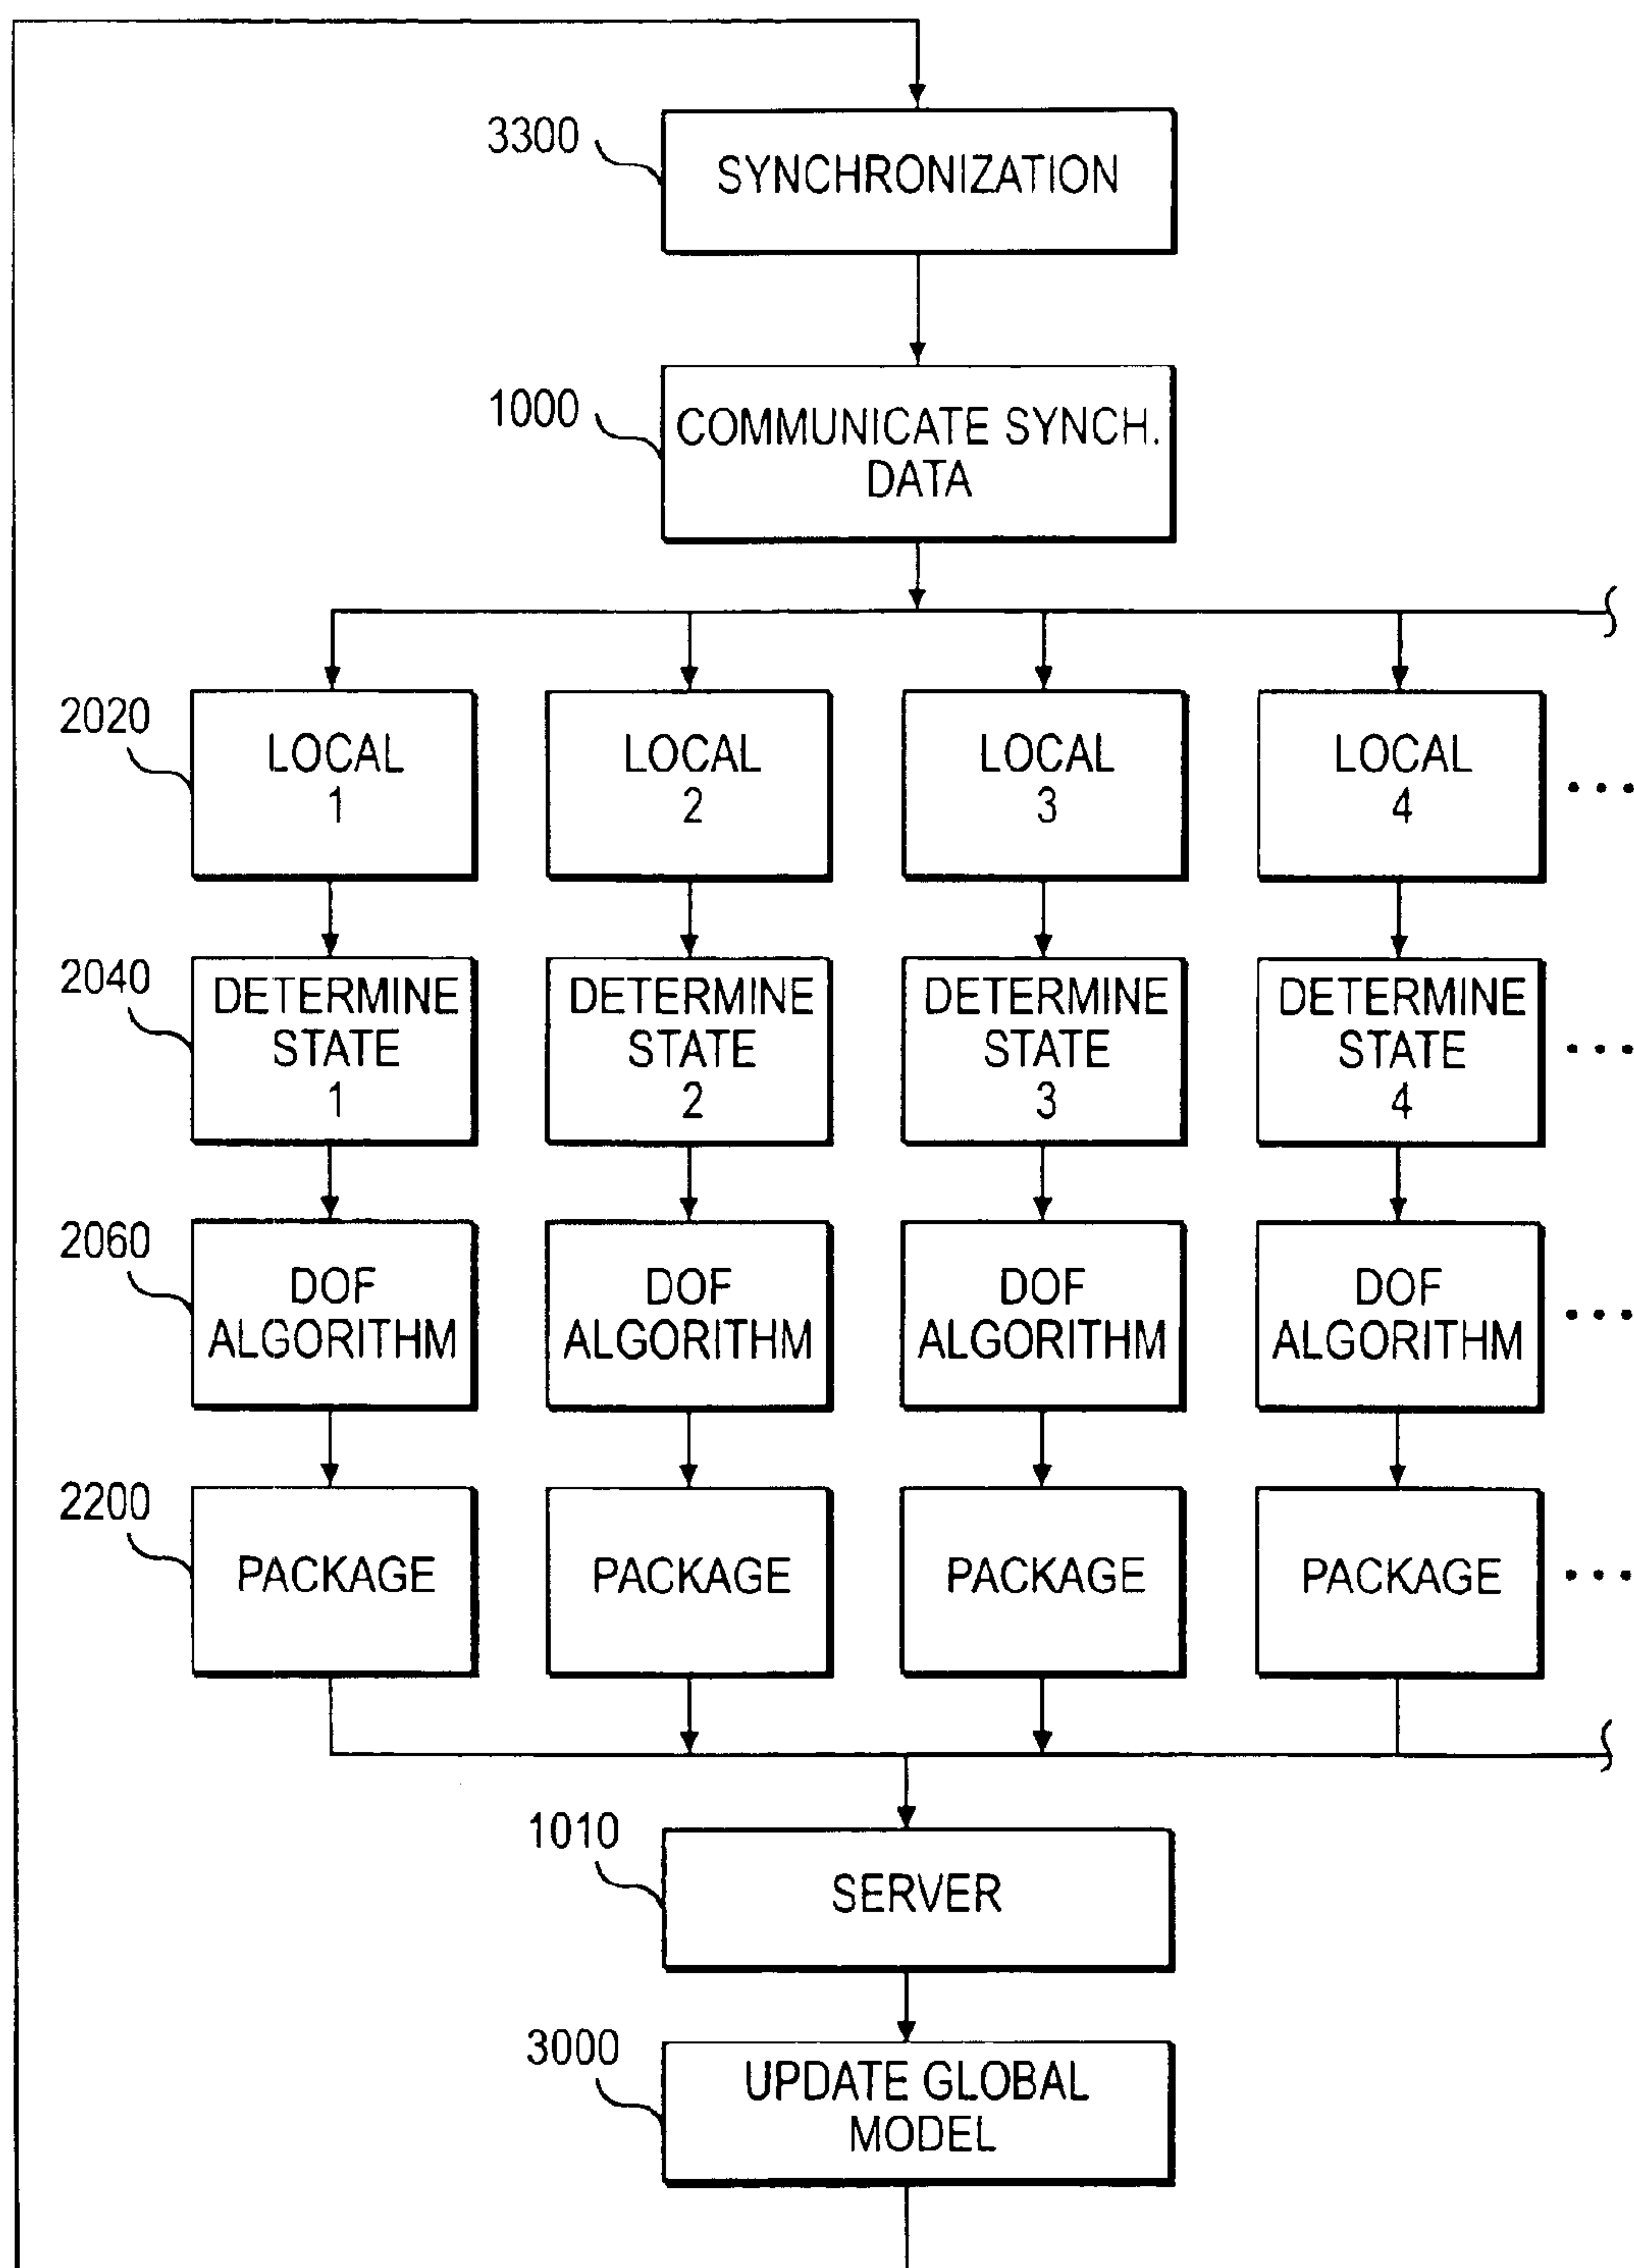 3300
SYNCHRONIZATION
1000
COMMUNICATE SYNCH.
DATA
2020
LOCAL
1
LOCAL
2
LOCAL
3
LOCAL
4
...
2040
DETERMINE
STATE
1
DETERMINE
STATE
2
DETERMINE
STATE
3
DETERMINE
STATE
4
...
2060
DOF
ALGORITHM
DOF
ALGORITHM
DOF
ALGORITHM
DOF
ALGORITHM
...
2200
PACKAGE
PACKAGE
PACKAGE
PACKAGE
...
1010
SERVER
3000
UPDATE GLOBAL
MODEL